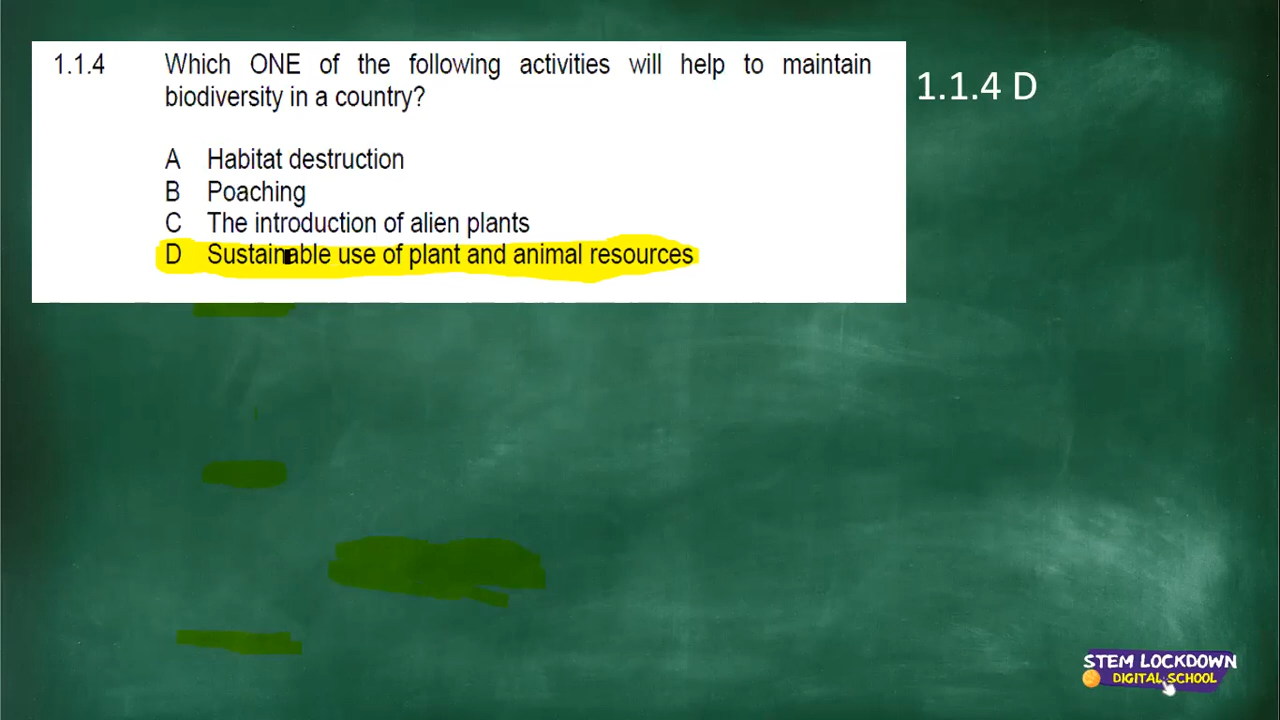 1.1.4 Which ONE of the following activities will help to maintain
biodiversity in a country?
1.1.4 D
A Habitat destruction
B Poaching
C The introduction of alien plants
D Sustainable use of plant and animal resources
STEM LOCKDOWN
DIGITAL SCHOOL